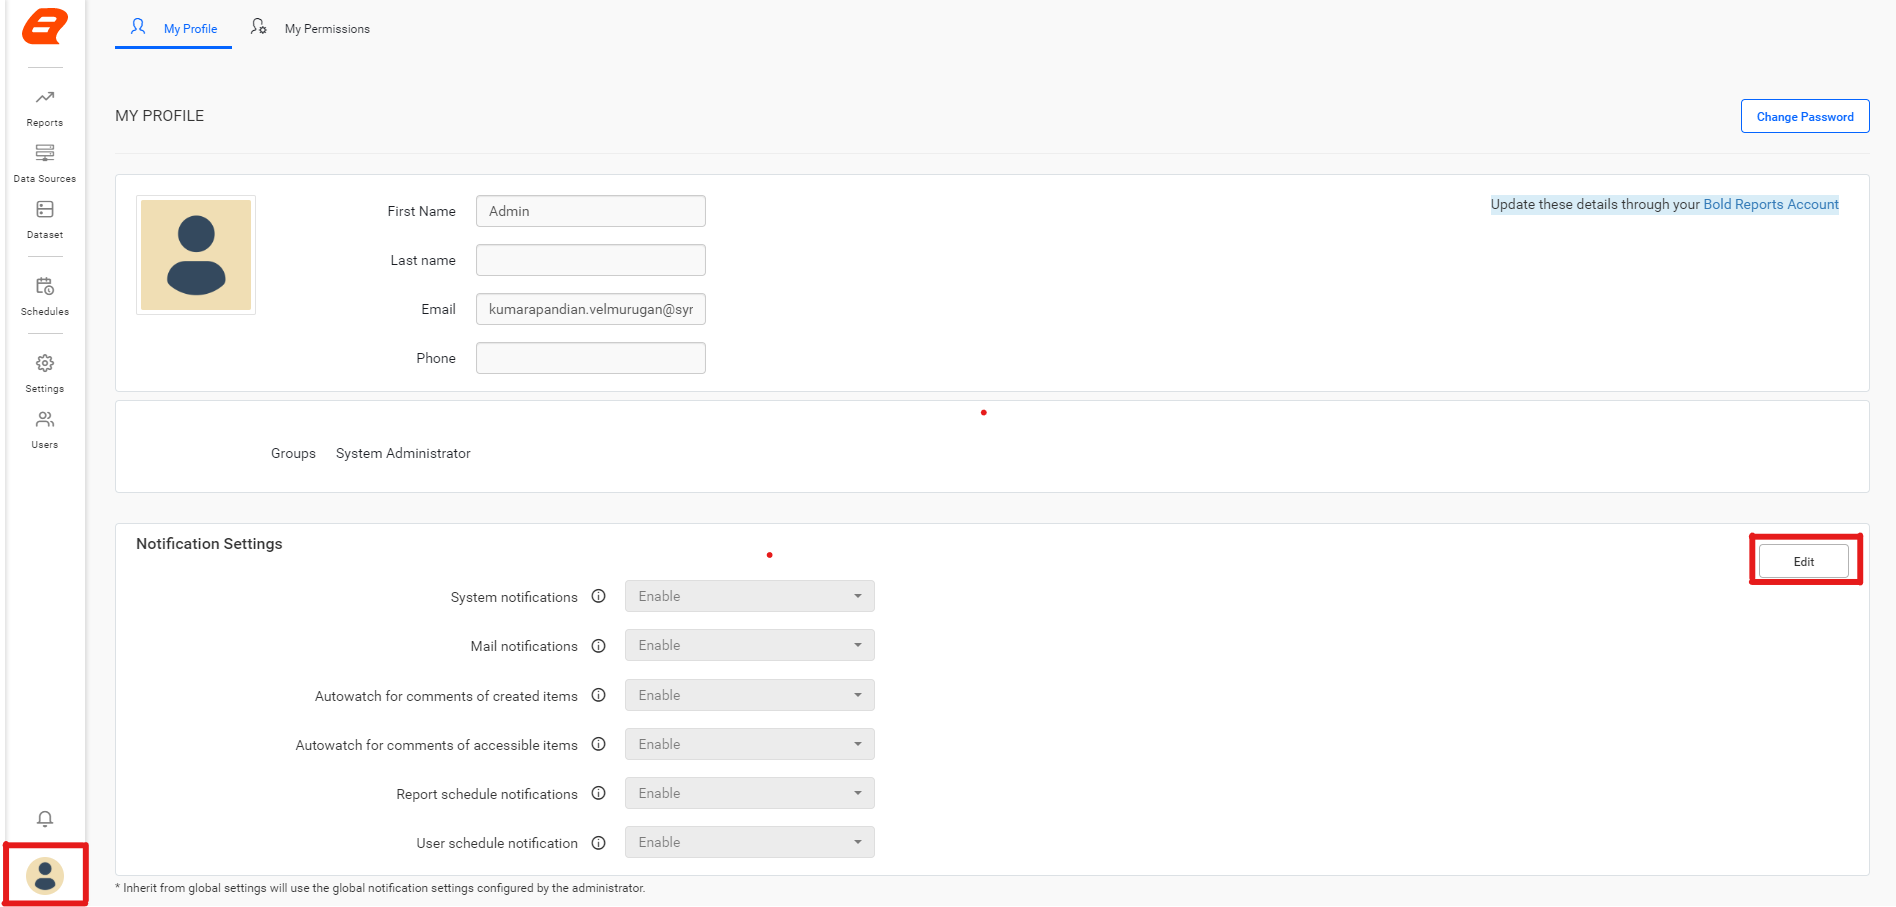 My Profile
My Permissions
Reports
Data Sources
Dataset
Schedules
Settings
Users
MY PROFILE
Change Password
First Name
Admin
Update these details through your Bold Reports Account
Last name
Email
kumarapandian.velmurugan@syr
Phone
Groups
System Administrator
Notification Settings
Edit
System notifications
Enable
Mail notifications
Enable
Autowatch for comments of created items
Enable
Autowatch for comments of accessible items
Enable
Report schedule notifications
Enable
User schedule notification
Enable
* Inherit from global settings will use the global notification settings configured by the administrator.